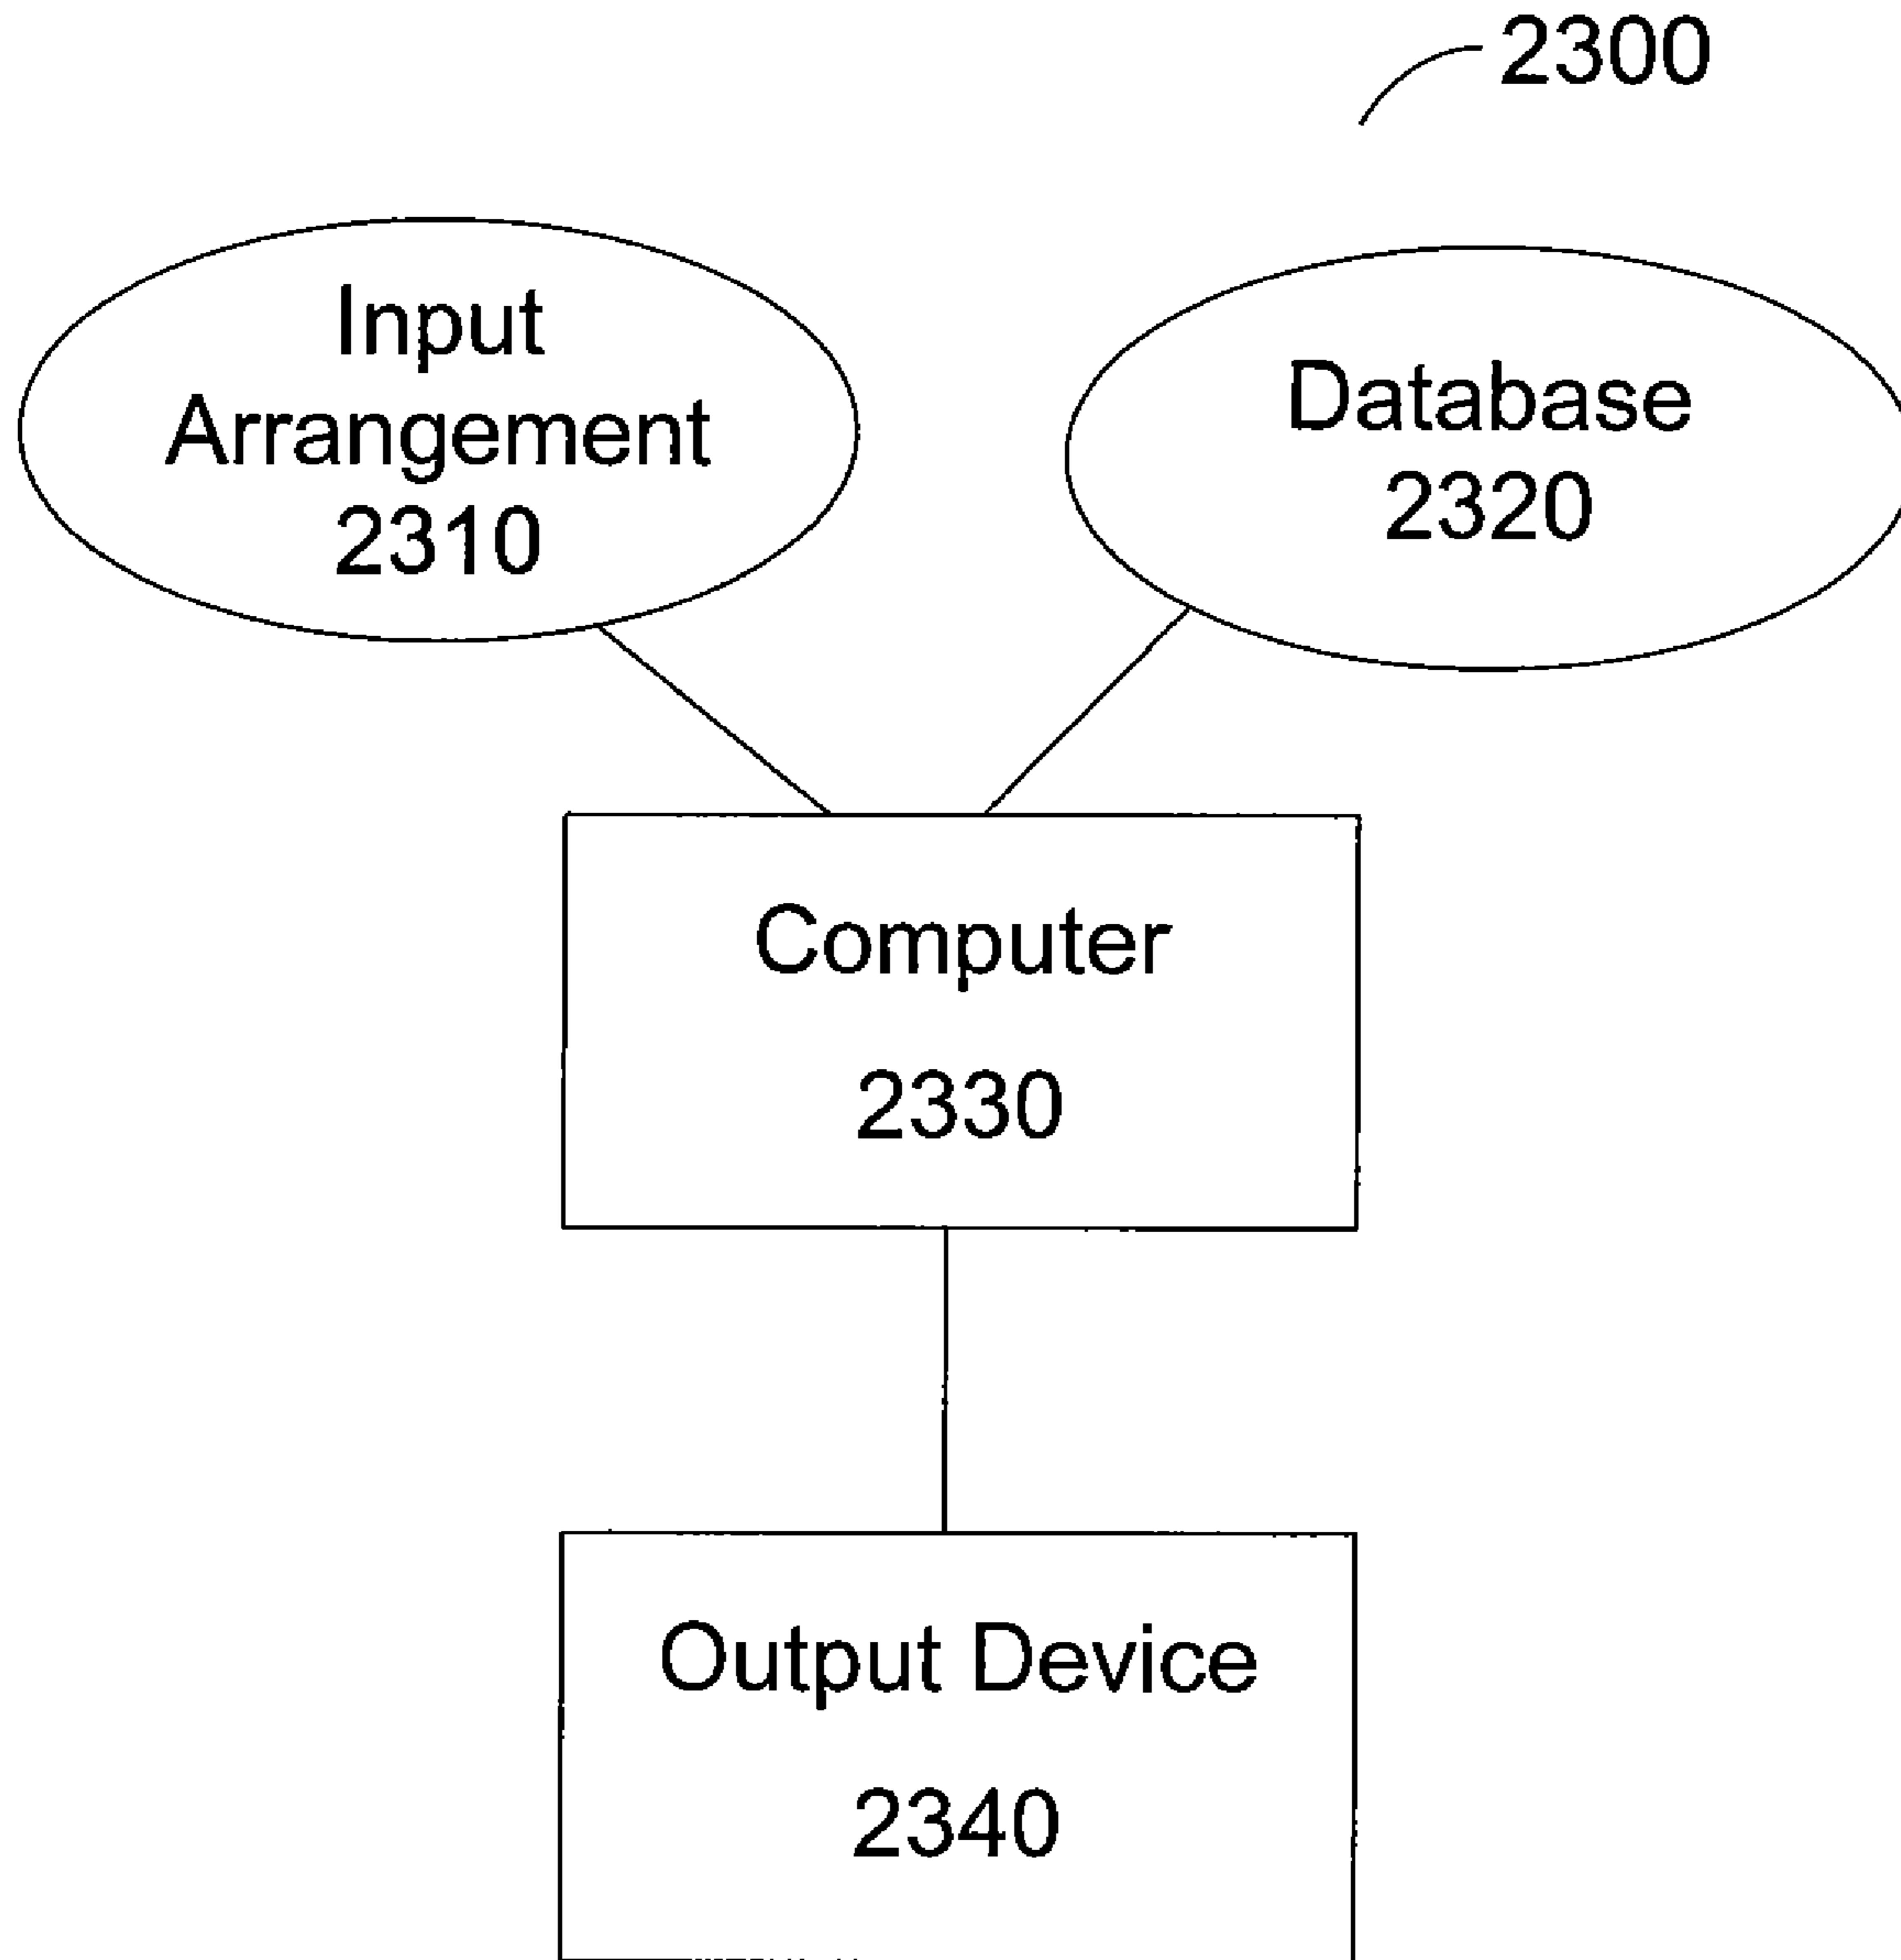 2300
Input
Arrangement
2310
Database
2320
Computer
2330
Output Device
2340